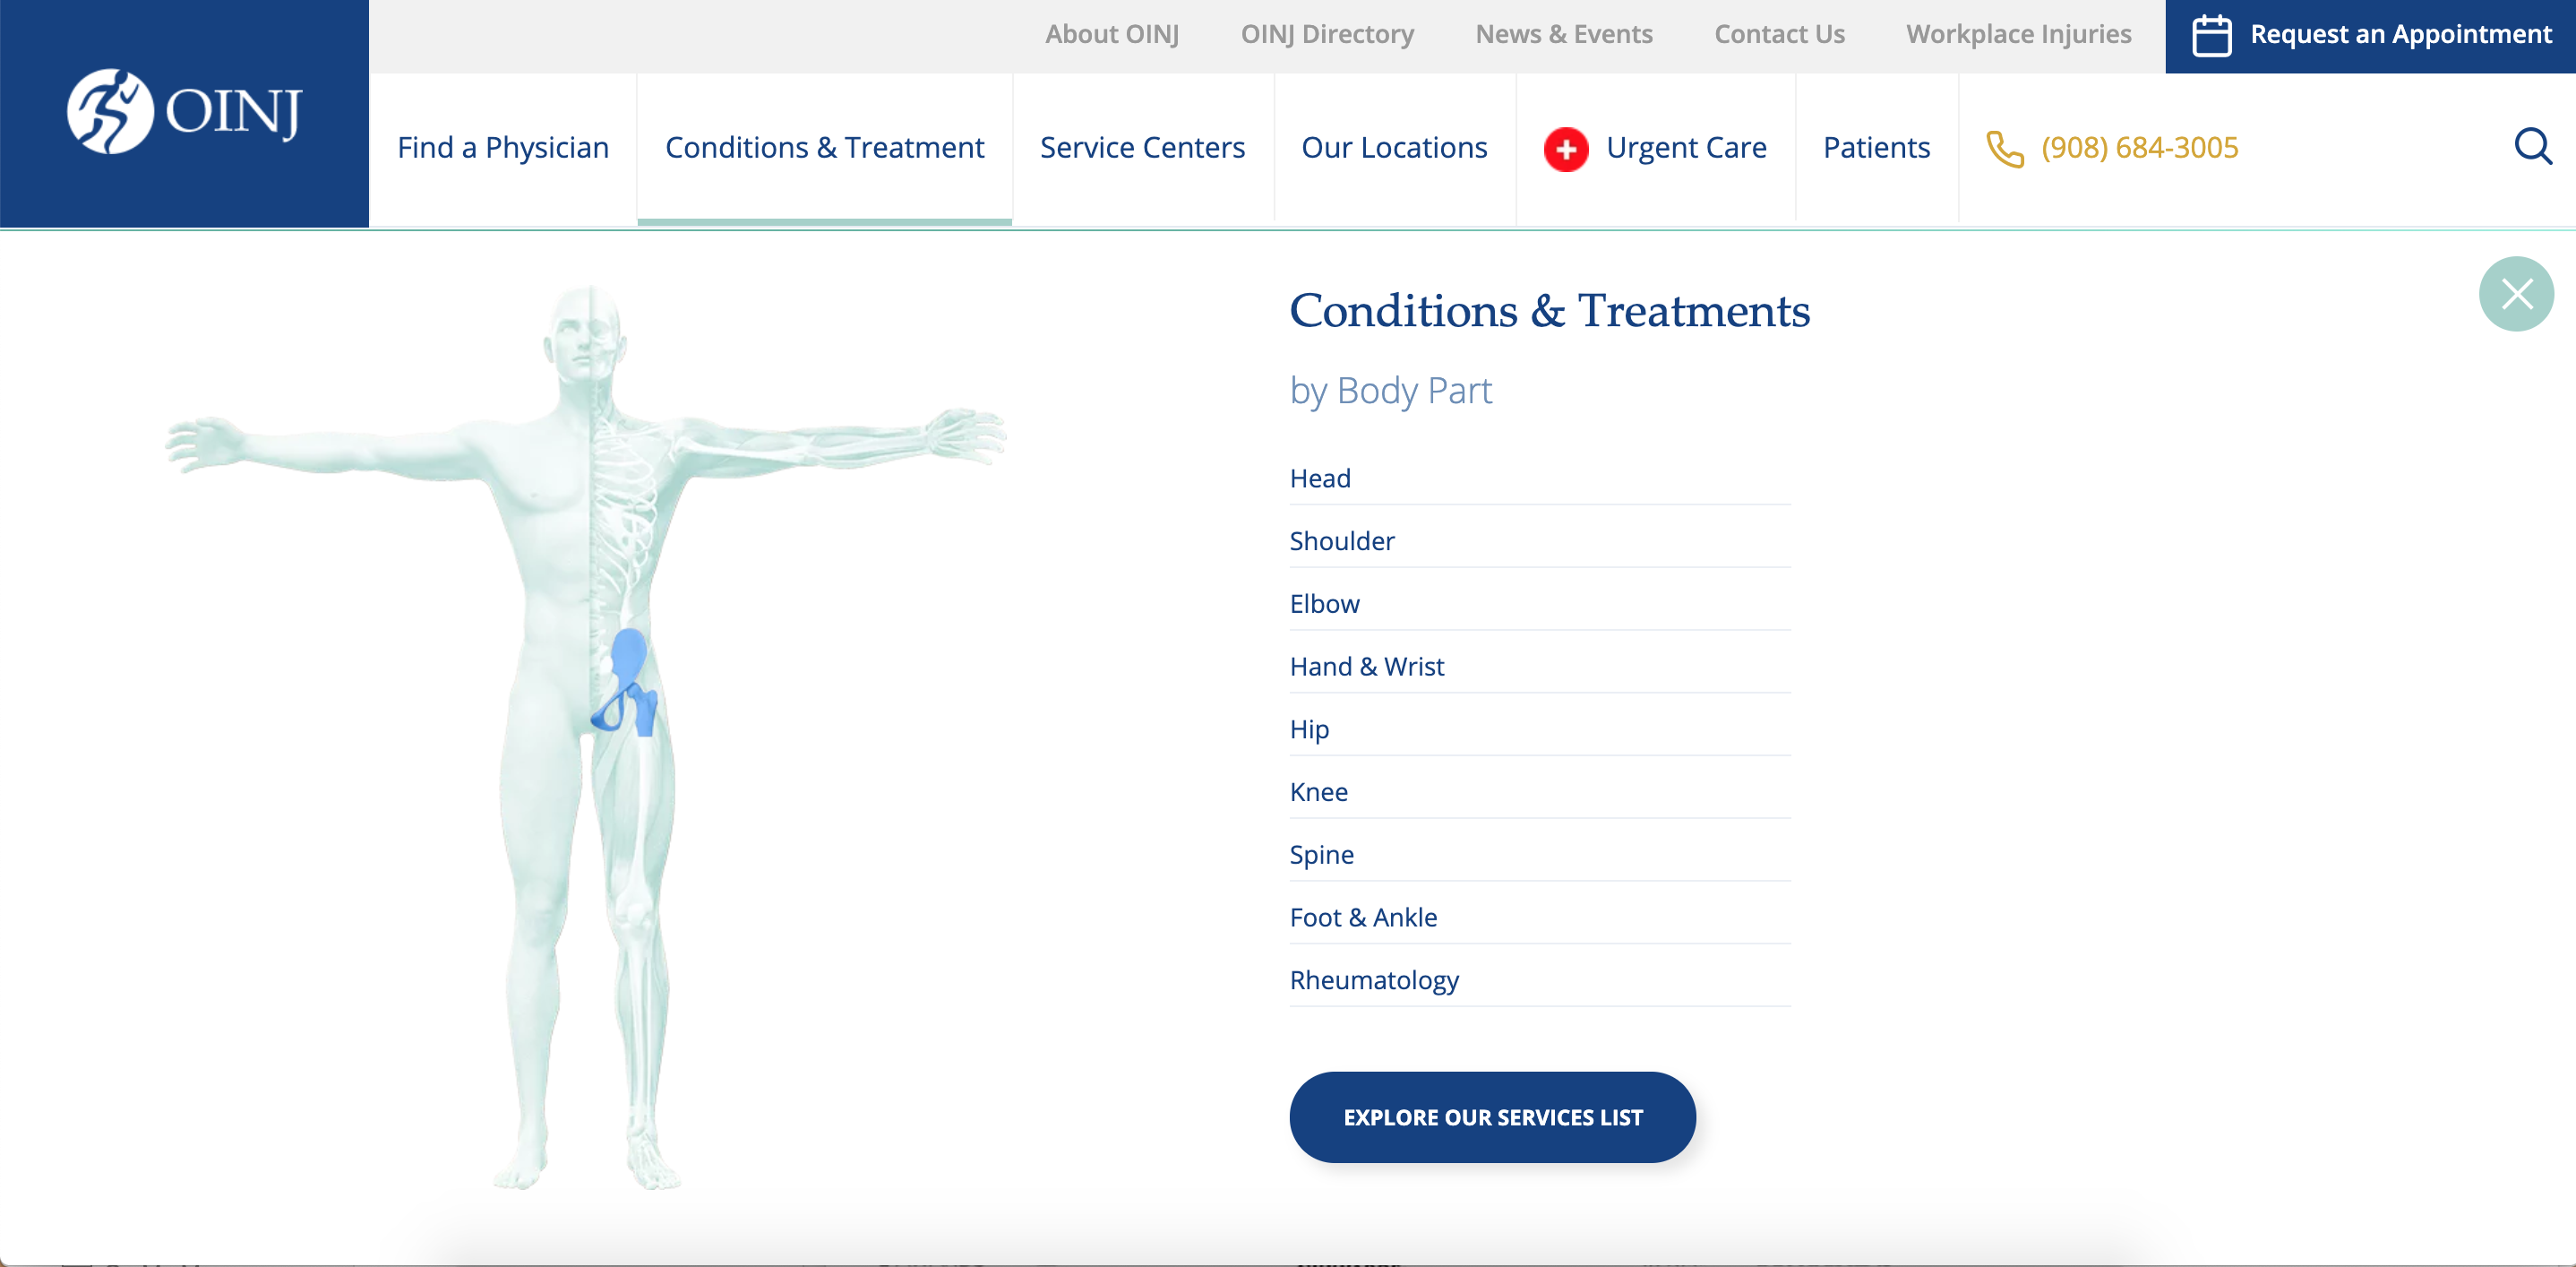 About OINJ
OINJ Directory
News & Events
Contact Us
Workplace Injuries
Request an Appointment
OINJ
Find a Physician
Conditions & Treatment
Service Centers
Our Locations
Urgent Care
Patients
(908) 684-3005
Conditions & Treatments
by Body Part
Head
Shoulder
Elbow
Hand & Wrist
Hip
Knee
Spine
Foot & Ankle
Rheumatology
EXPLORE OUR SERVICES LIST